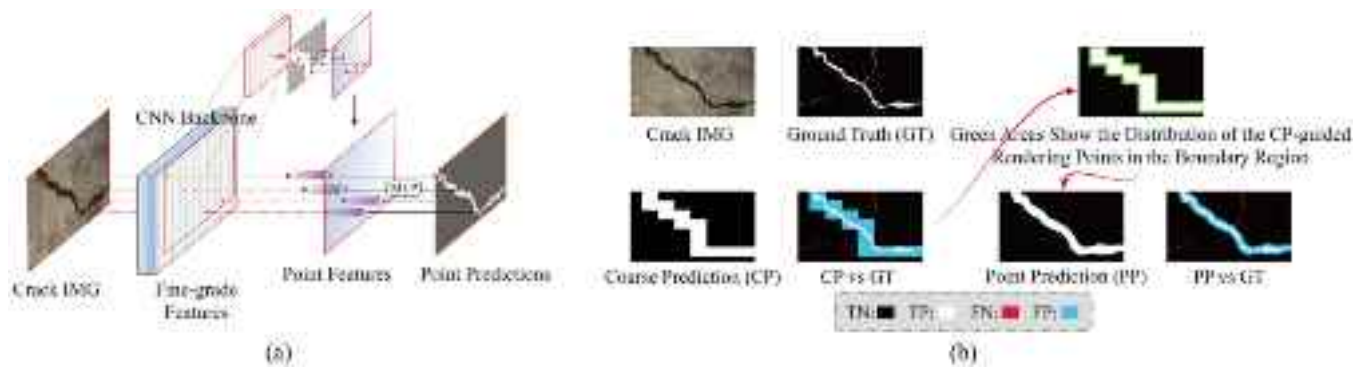 CNN Backbone
Crack IMG
Fine-grade
Features
Point Features
[MLP]
Point Predictions
(a)
Crack IMG
Ground Truth (GT)
Green Areas Show the Distribution of the CP-guided
Rendering Points in the Boundary Region
Coarse Prediction (CP)
CP vs GT
Point Prediction (PP)
PP vs GT
TN:
TP:
FN:
FP:
(b)